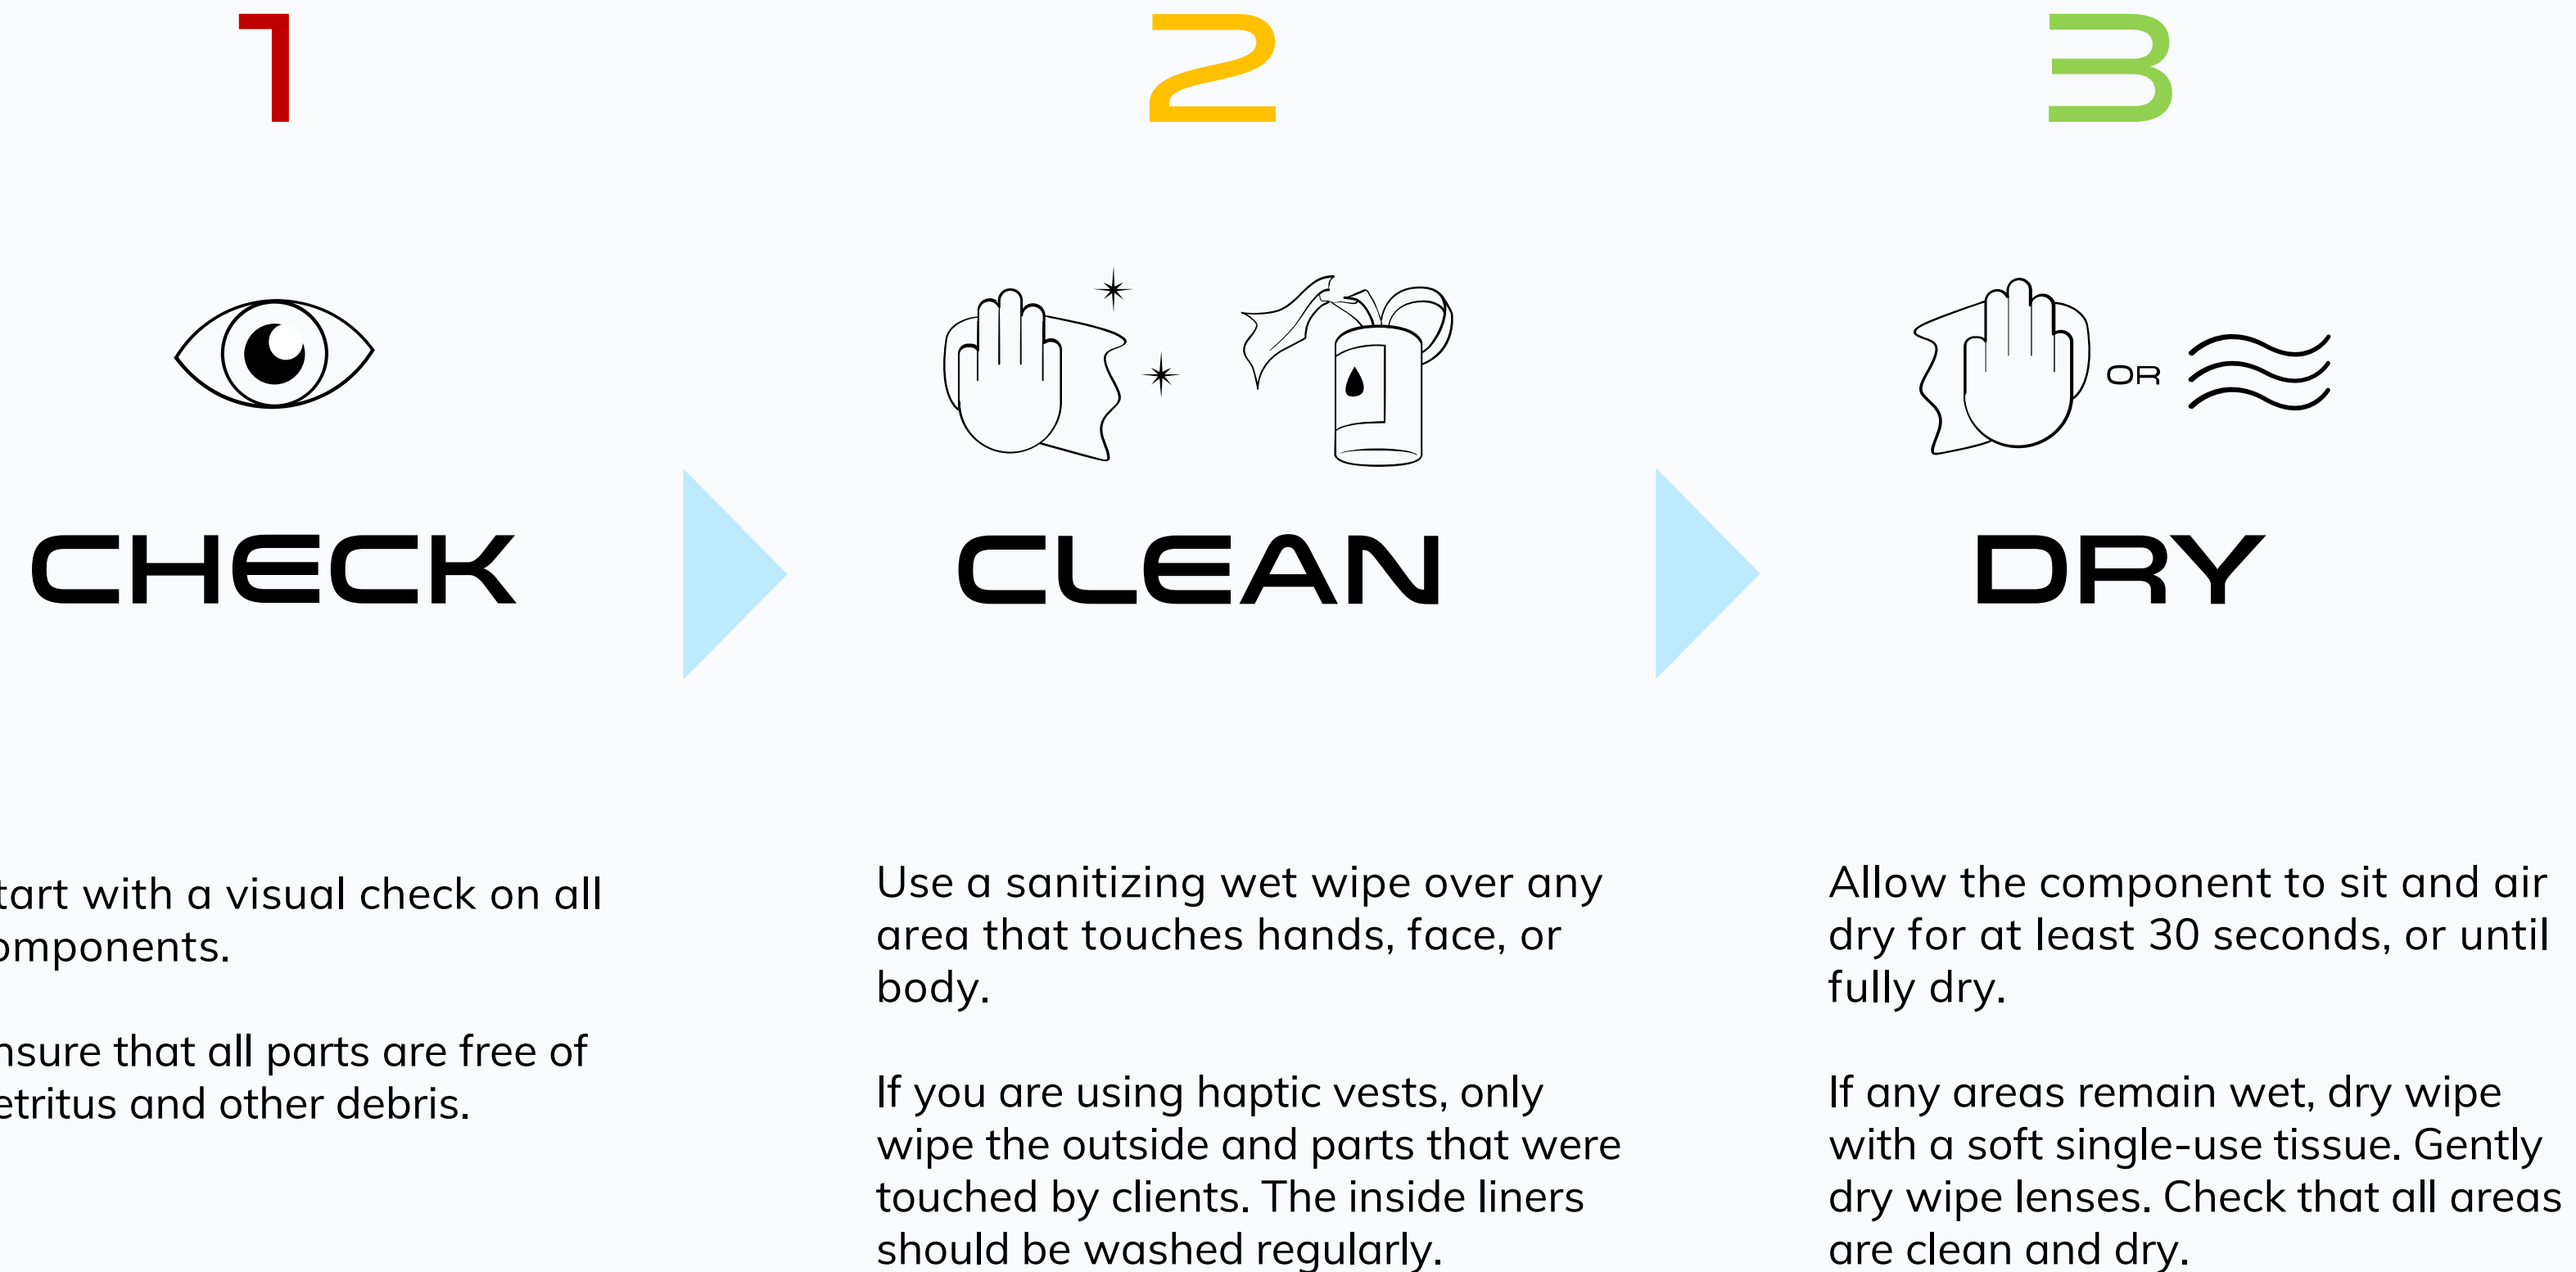 1
CHECK
tart with a visual check on all
omponents.
nsure that all parts are free of
etritus and other debris.
2
CLEAN
Use a sanitizing wet wipe over any
area that touches hands, face, or
body.
If you are using haptic vests, only
wipe the outside and parts that were
touched by clients. The inside liners
should be washed regularly.
3
OR
DRY
Allow the component to sit and air
dry for at least 30 seconds, or until
fully dry.
If any areas remain wet, dry wipe
with a soft single-use tissue. Gently
dry wipe lenses. Check that all areas
are clean and dry.